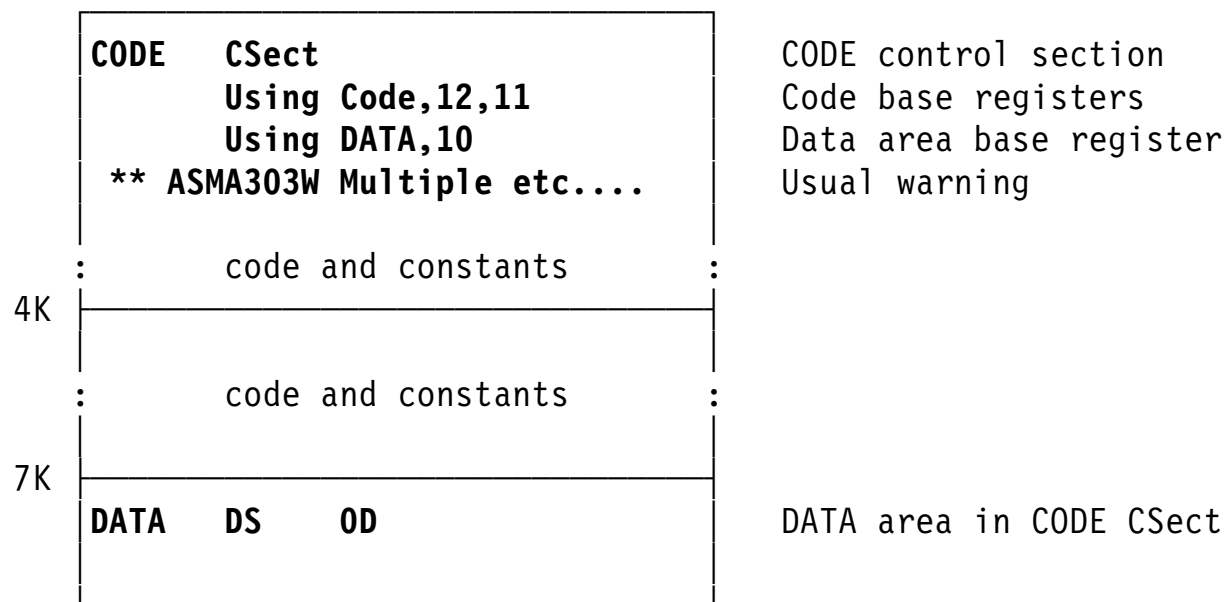 CODE CSect CODE control section
Using Code,12,11 Code base registers
Using DATA,10 Data area base register
** ASMA303W Multiple etc.... Usual warning
: code and constants :
4K
: code and constants :
7K
DATA DS 0D DATA area in CODE CSect